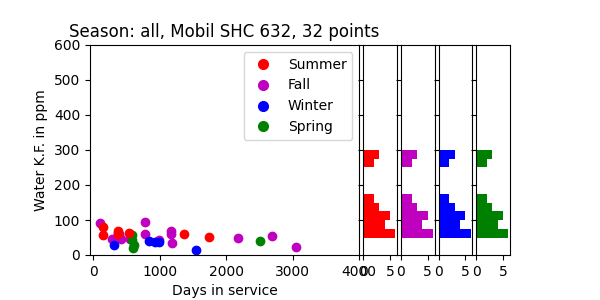 Season: all, Mobil SHC 632, 32 points
Water K.F. in ppm
600
500
400
300
200
100
0
Summer
Fall
Winter
Spring
0 1000 2000 3000 4000 0 5 0 5 0 5 0 5
Days in service